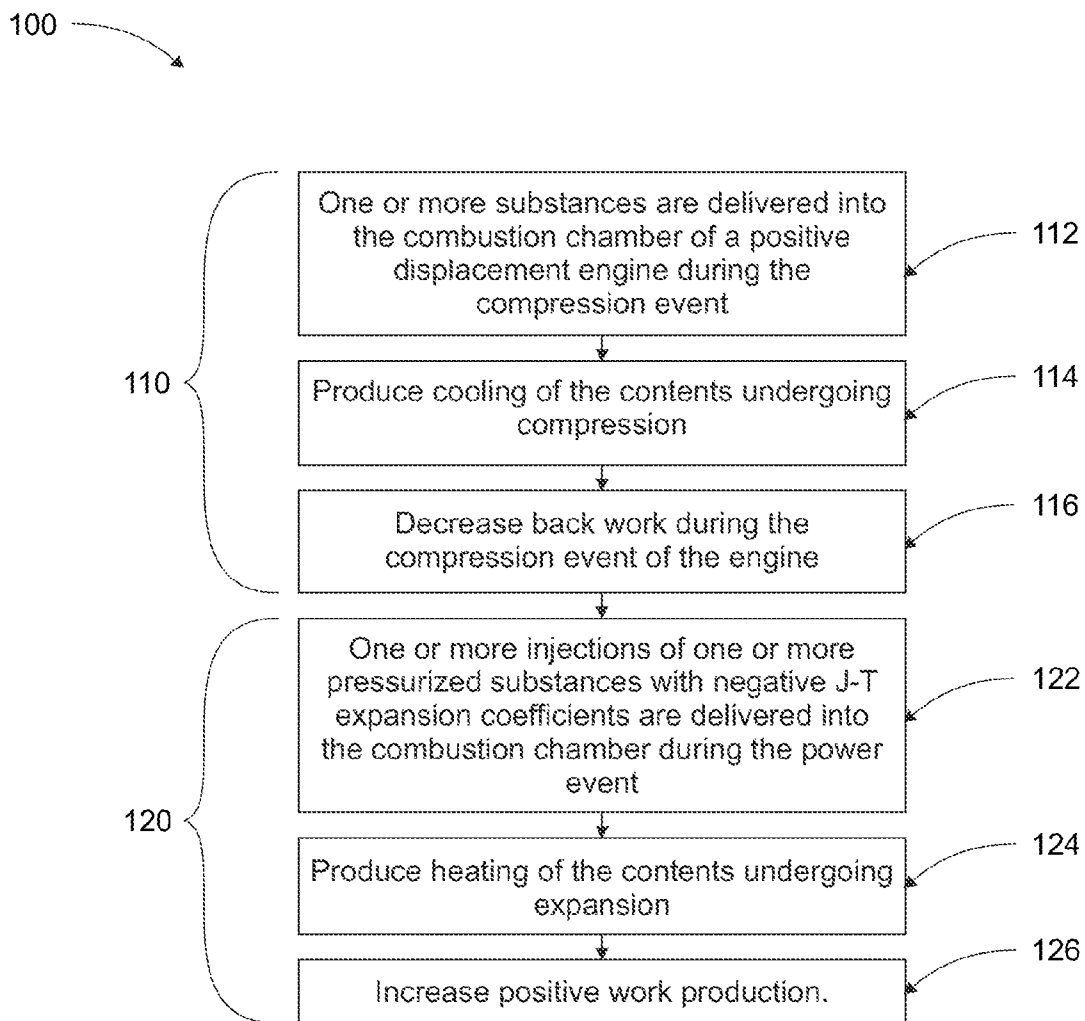 100
One or more substances are delivered into
the combustion chamber of a positive
displacement engine during the
compression event
112
110
Produce cooling of the contents undergoing
compression
114
Decrease back work during the
compression event of the engine
116
One or more injections of one or more
pressurized substances with negative J-T
expansion coefficients are delivered into
the combustion chamber during the power
event
122
120
Produce heating of the contents undergoing
expansion
124
Increase positive work production.
126